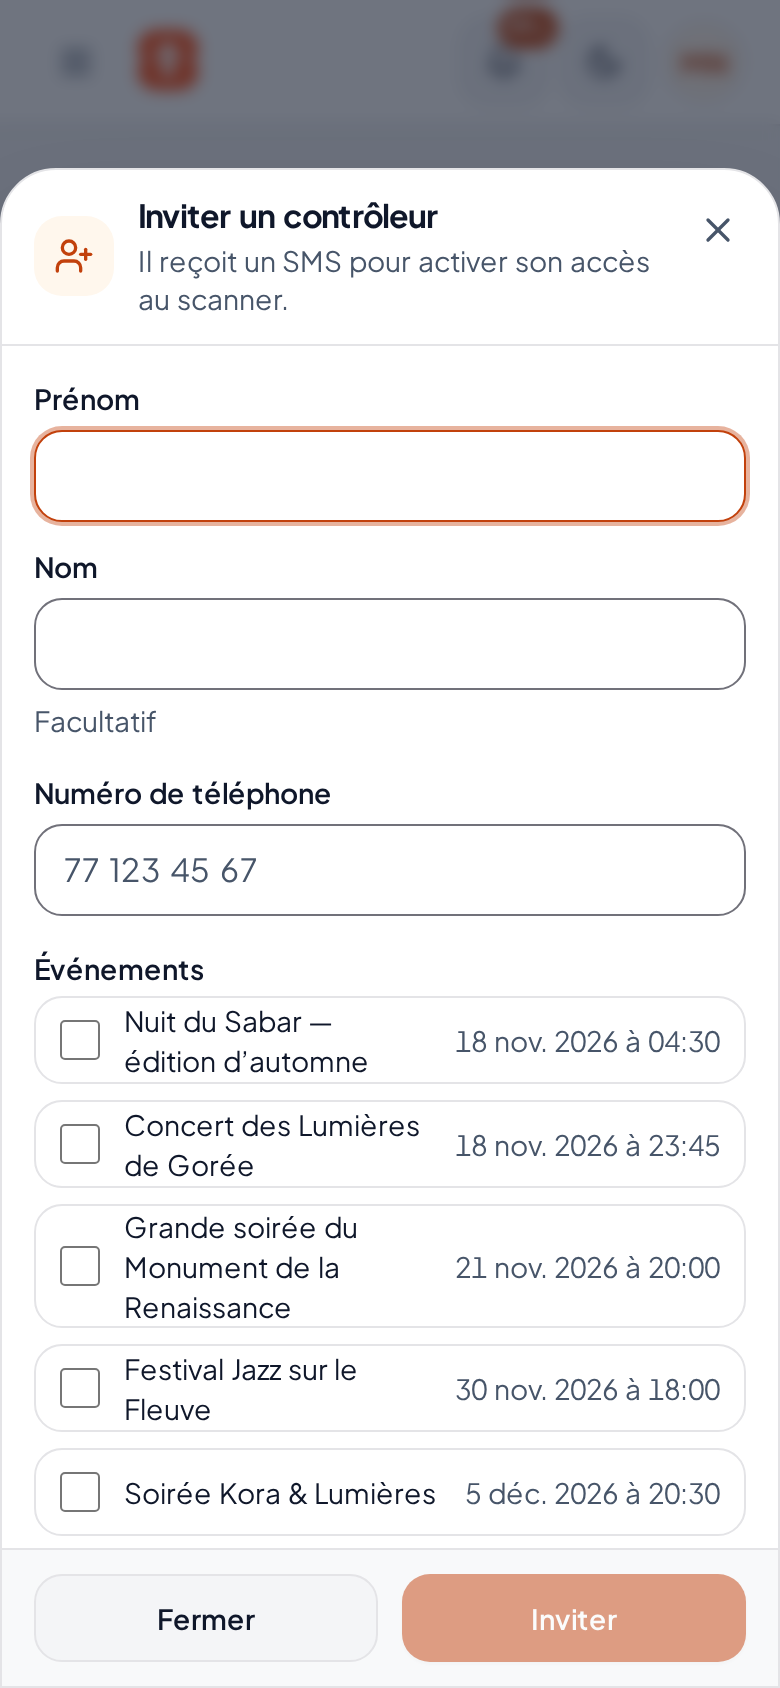 Inviter un contrôleur
Il reçoit un SMS pour activer son accès
au scanner.
Prénom
Nom
Facultatif
Numéro de téléphone
77 123 45 67
Événements
Nuit du Sabar —
édition d’automne
18 nov. 2026 à 04:30
Concert des Lumières
de Gorée
18 nov. 2026 à 23:45
Grande soirée du
Monument de la
Renaissance
21 nov. 2026 à 20:00
Festival Jazz sur le
Fleuve
30 nov. 2026 à 18:00
Soirée Kora & Lumières
5 déc. 2026 à 20:30
Fermer
Inviter